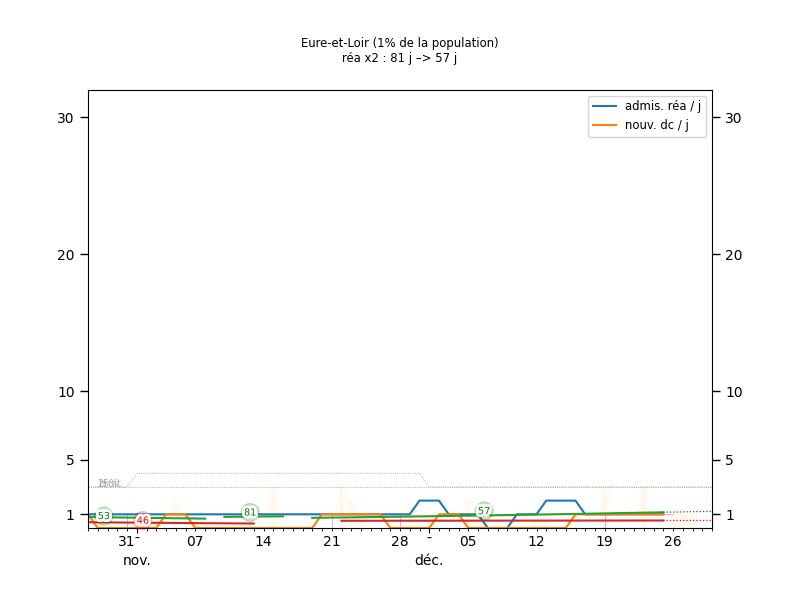 Eure-et-Loir (1% de la population)
réa x2 : 81 j –> 57 j
admis. réa / j
nouv. dc / j
30 30
20 20
10 10
5 5
1 1
53 46 81 57
31 07 14 21 28 05 12 19 26
nov. déc.